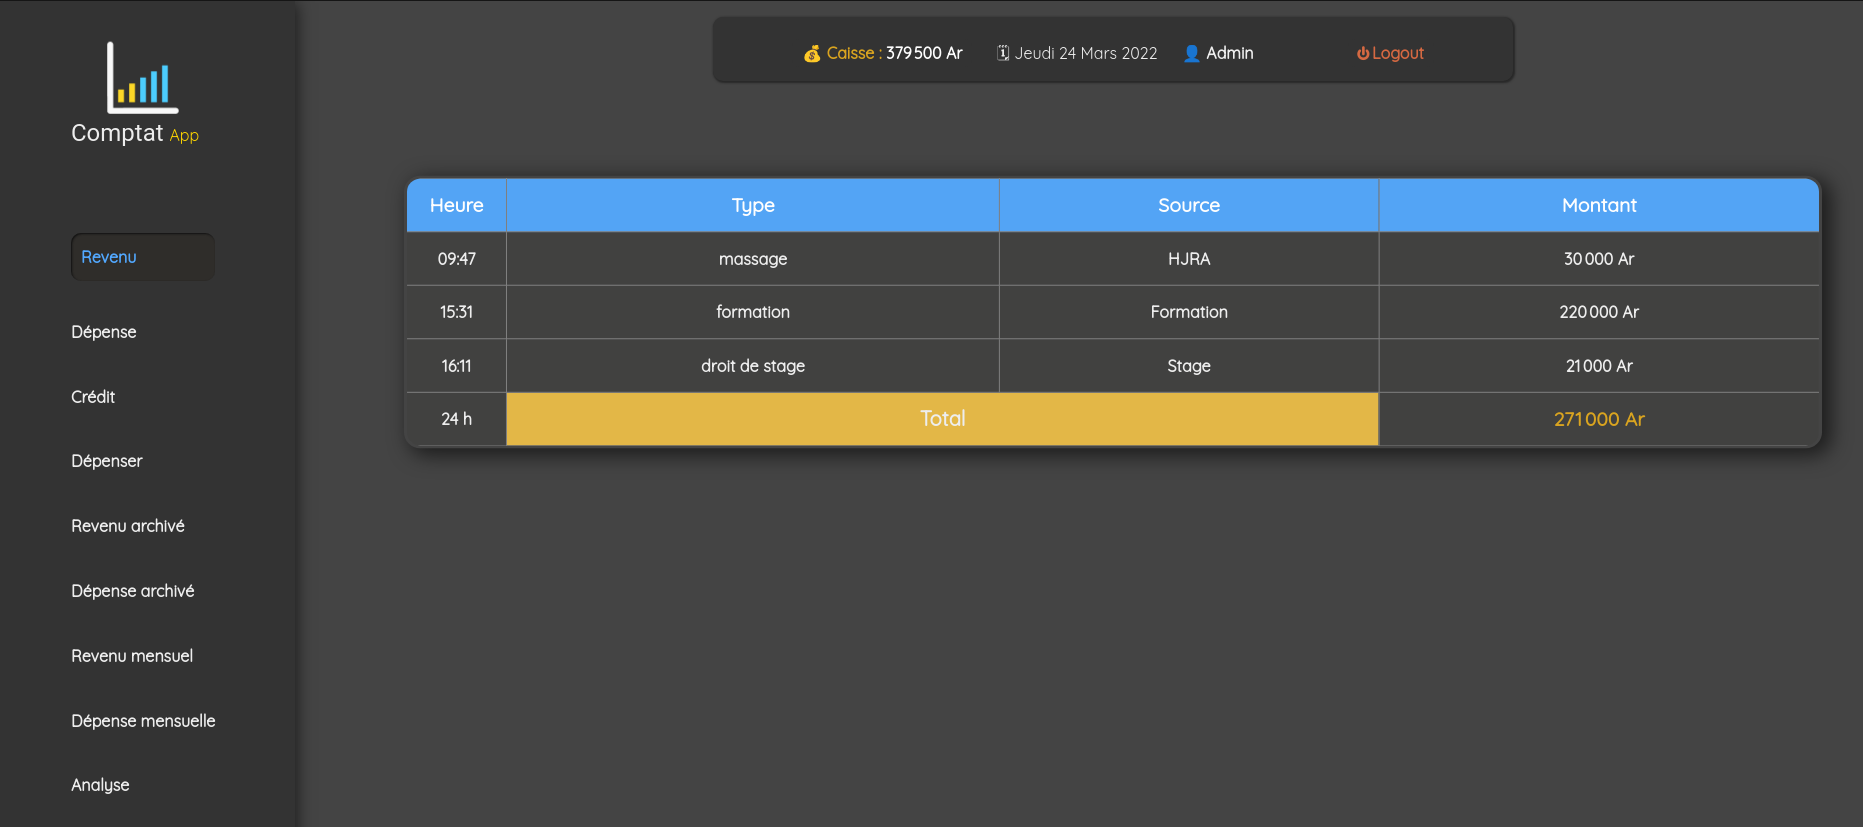 Comptat App
Revenu
Dépense
Crédit
Dépenser
Revenu archivé
Dépense archivé
Revenu mensuel
Dépense mensuelle
Analyse
Caisse : 379 500 Ar Jeudi 24 Mars 2022 Admin Logout
Heure Type Source Montant
09:47 massage HJRA 30 000 Ar
15:31 formation Formation 220 000 Ar
16:11 droit de stage Stage 21 000 Ar
24 h Total 271 000 Ar